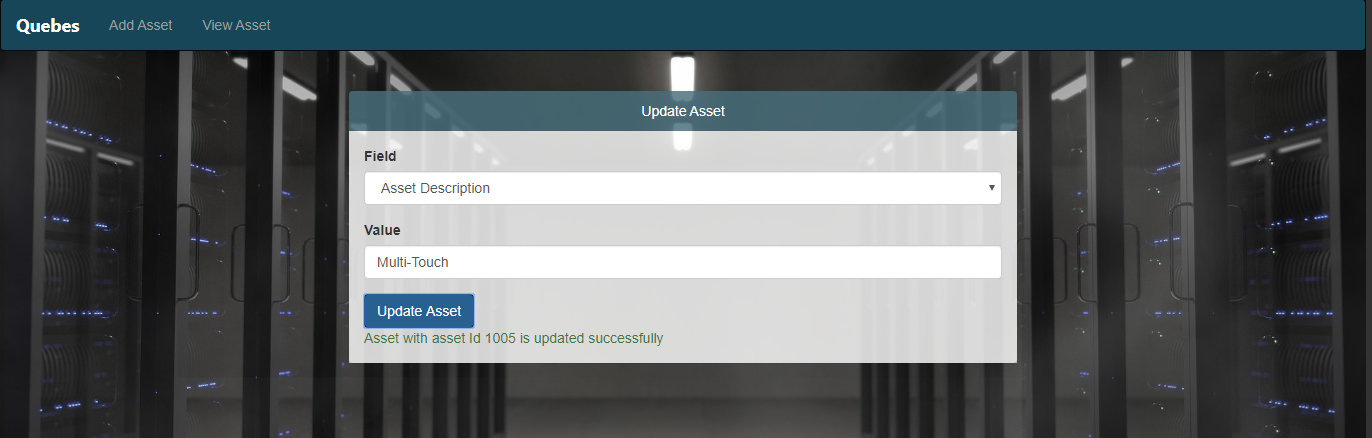 Quebes Add Asset View Asset
Update Asset
Field
Asset Description
Value
Multi-Touch
Update Asset
Asset with asset Id 1005 is updated successfully